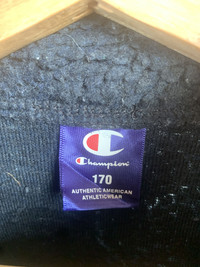 Champion
170
AUTHENTIC AMERICAN
ATHLETICWEAR